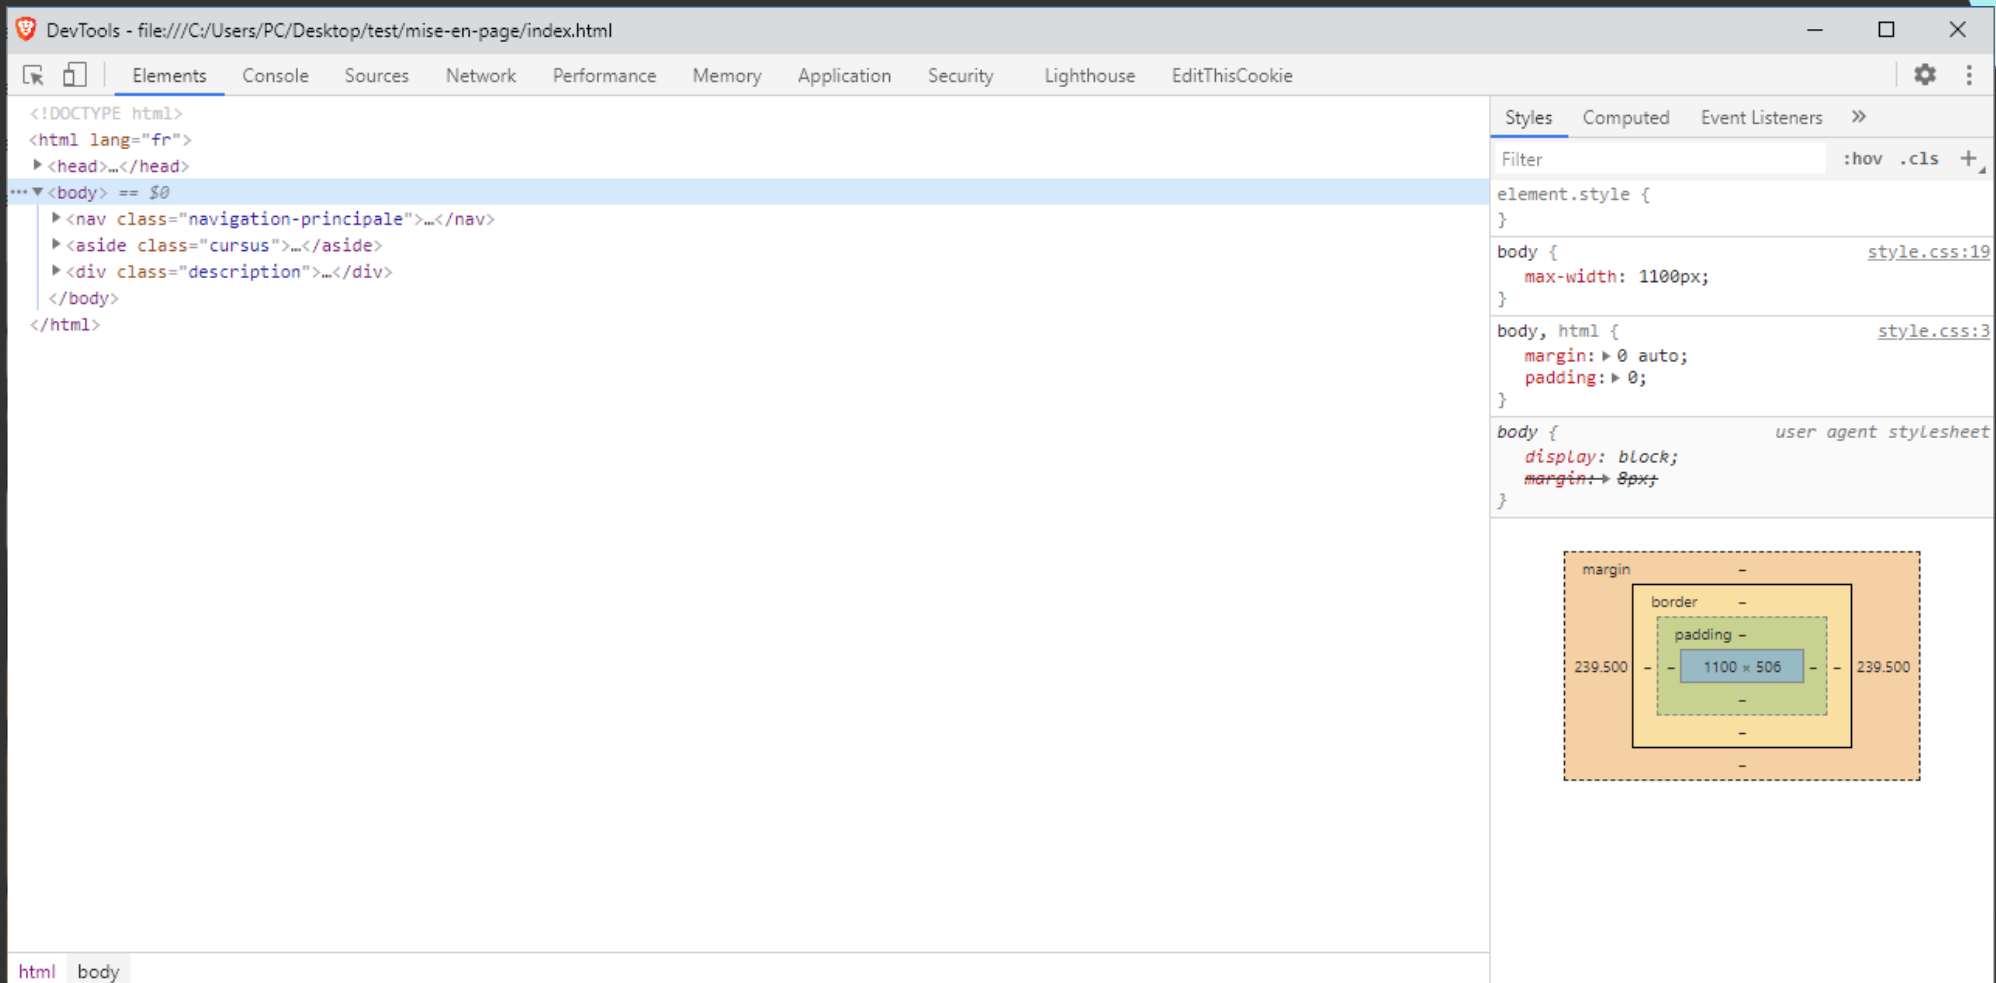 DevTools - file:///C:/Users/PC/Desktop/test/mise-en-page/index.html
Elements Console Sources Network Performance Memory Application Security Lighthouse EditThisCookie
<!DOCTYPE html>
<html lang="fr">
<head>…</head>
<body> == $0
<nav class="navigation-principale">…</nav>
<aside class="cursus">…</aside>
<div class="description">…</div>
</body>
</html>
html body
Styles Computed Event Listeners »
Filter :hov .cls +
element.style {
}
body { style.css:19
max-width: 1100px;
}
body, html { style.css:3
margin: 0 auto;
padding: 0;
}
body { user agent stylesheet
display: block;
margin: 8px;
}
margin –
border –
padding –
239.500 – – 1100 × 506 – – 239.500
–
–
–